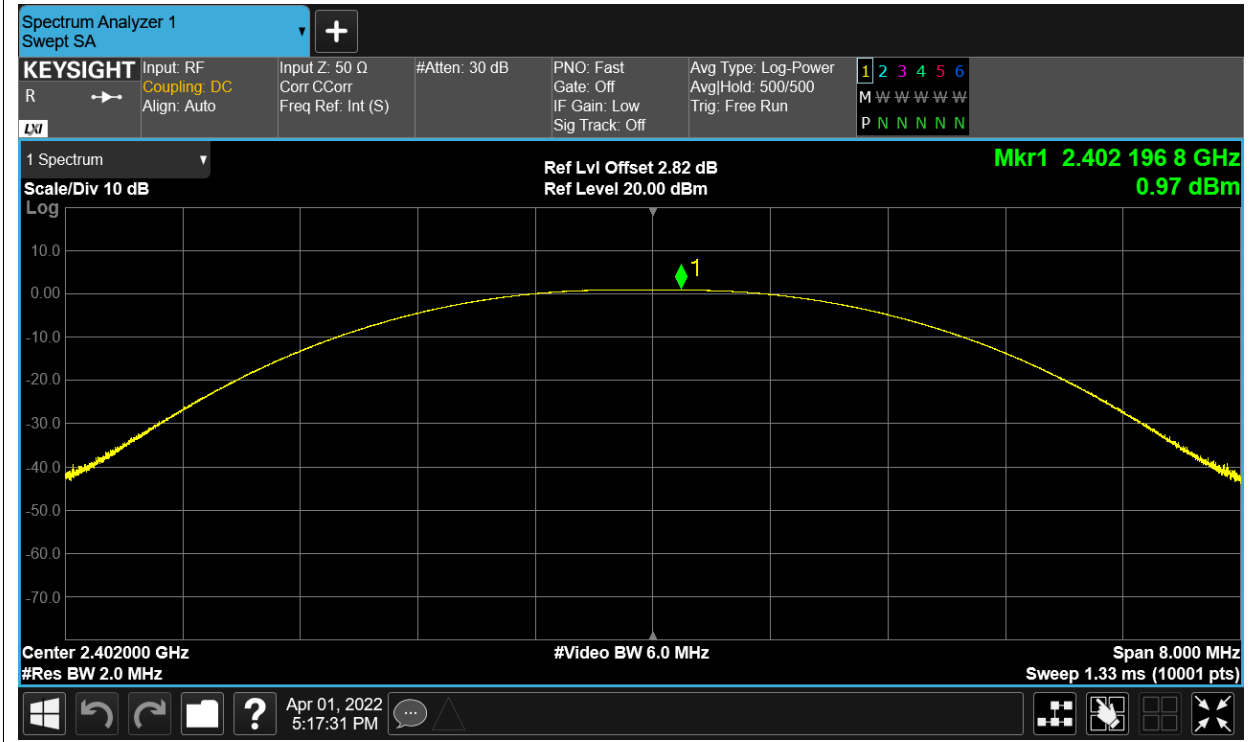 Spectrum Analyzer 1
Swept SA
+
KEYSIGHT
R
LXI
Input: RF
Coupling: DC
Align: Auto
Input Z: 50 Ω
Corr CCorr
Freq Ref: Int (S)
#Atten: 30 dB
PNO: Fast
Gate: Off
IF Gain: Low
Sig Track: Off
Avg Type: Log-Power
Avg|Hold: 500/500
Trig: Free Run
1 2 3 4 5 6
M W W W W W W
P N N N N N N
1 Spectrum
Scale/Div 10 dB
Log
Ref Lvl Offset 2.82 dB
Ref Level 20.00 dBm
Mkr1 2.402 196 8 GHz
0.97 dBm
1
10.0
0.00
-10.0
-20.0
-30.0
-40.0
-50.0
-60.0
-70.0
Center 2.402000 GHz
#Video BW 6.0 MHz
Span 8.000 MHz
#Res BW 2.0 MHz
Sweep 1.33 ms (10001 pts)
?
Apr 01, 2022
5:17:31 PM